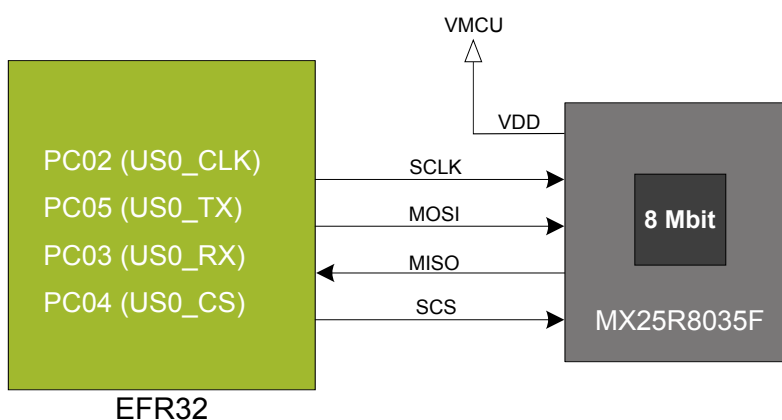 VMCU
VDD
PC02 (US0_CLK)
SCLK
PC05 (US0_TX)
MOSI
8 Mbit
PC03 (US0_RX)
MISO
PC04 (US0_CS)
SCS
MX25R8035F
EFR32